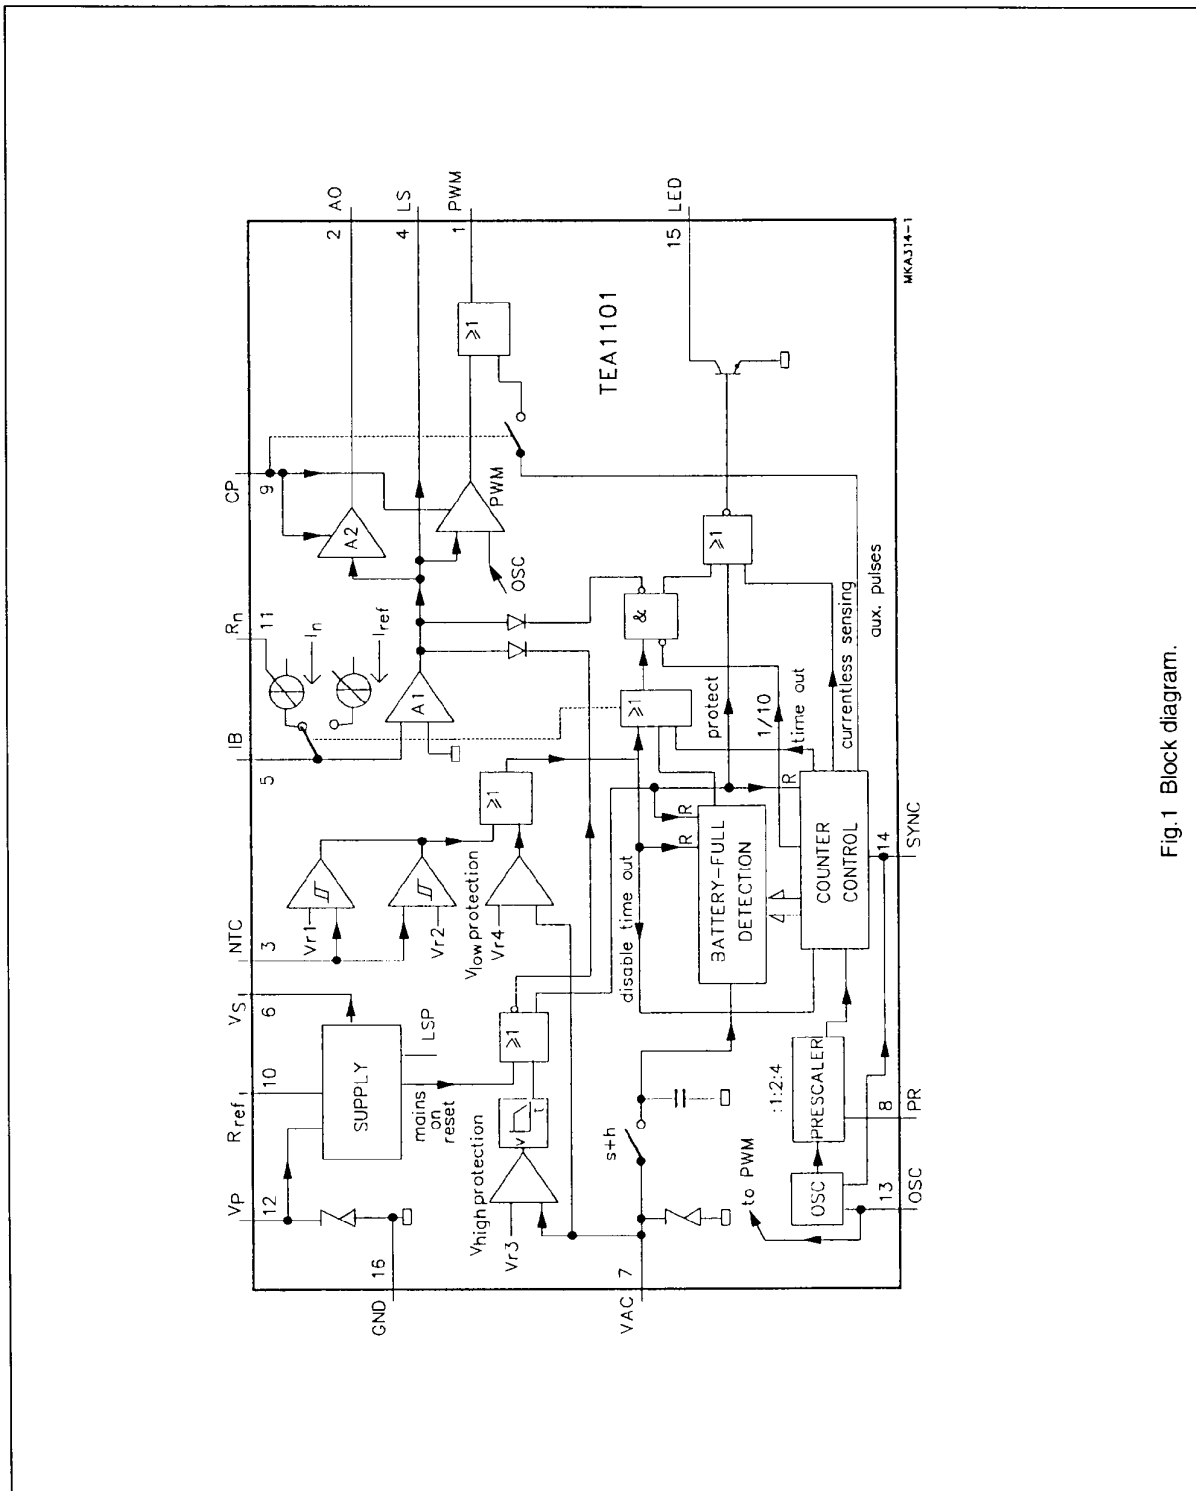 VP
12
Rref
10
VS
6
NTC
3
IB
5
Rn
11
CP
9
GND
16
SUPPLY
LSP
mains
on
reset
Vr1
Vr2
In
Iref
A1
A2
2
AO
4
LS
Vhigh protection
Vr3
V
t
≥1
Vlow protection
Vr4
≥1
OSC
PWM
≥1
1
PWM
TEA1101
VAC
7
s+h
disable time out
R
R
BATTERY-FULL
DETECTION
≥1
&
≥1
15
LED
protect
1/10
time out
R
currentless sensing
aux. pulses
to PWM
OSC
13
OSC
:1:2:4
PRESCALER
8
PR
COUNTER
CONTROL
14
SYNC
MKA314-1
Fig.1 Block diagram.